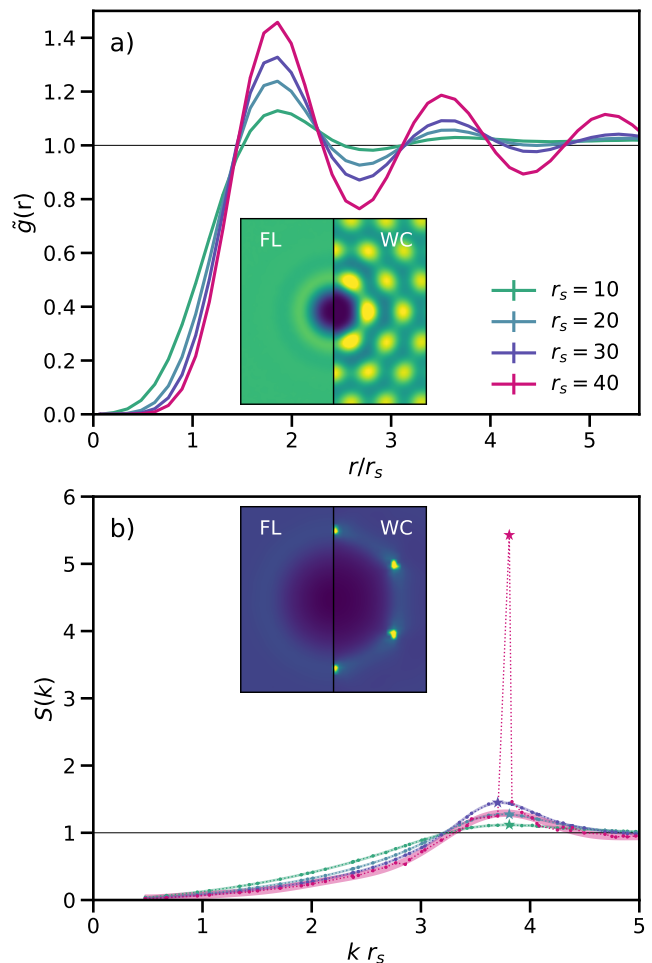 a)
1.4
1.2
1.0
0.8
0.6
0.4
0.2
0.0
g̃(r)
FL WC
r_s = 10
r_s = 20
r_s = 30
r_s = 40
0 1 2 3 4 5
r/r_s
b)
6
5
4
3
2
1
0
S(k)
FL WC
0 1 2 3 4 5
k r_s